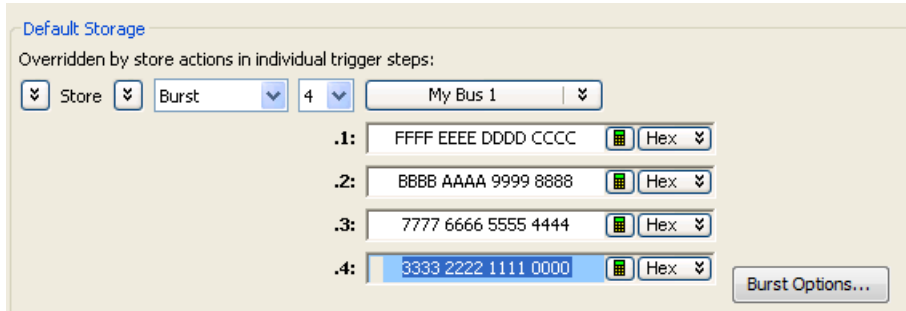 Default Storage
Overridden by store actions in individual trigger steps:
Store Burst 4 My Bus 1
.1: FFFF EEEE DDDD CCCC Hex
.2: BBBB AAAA 9999 8888 Hex
.3: 7777 6666 5555 4444 Hex
.4: 3333 2222 1111 0000 Hex
Burst Options...